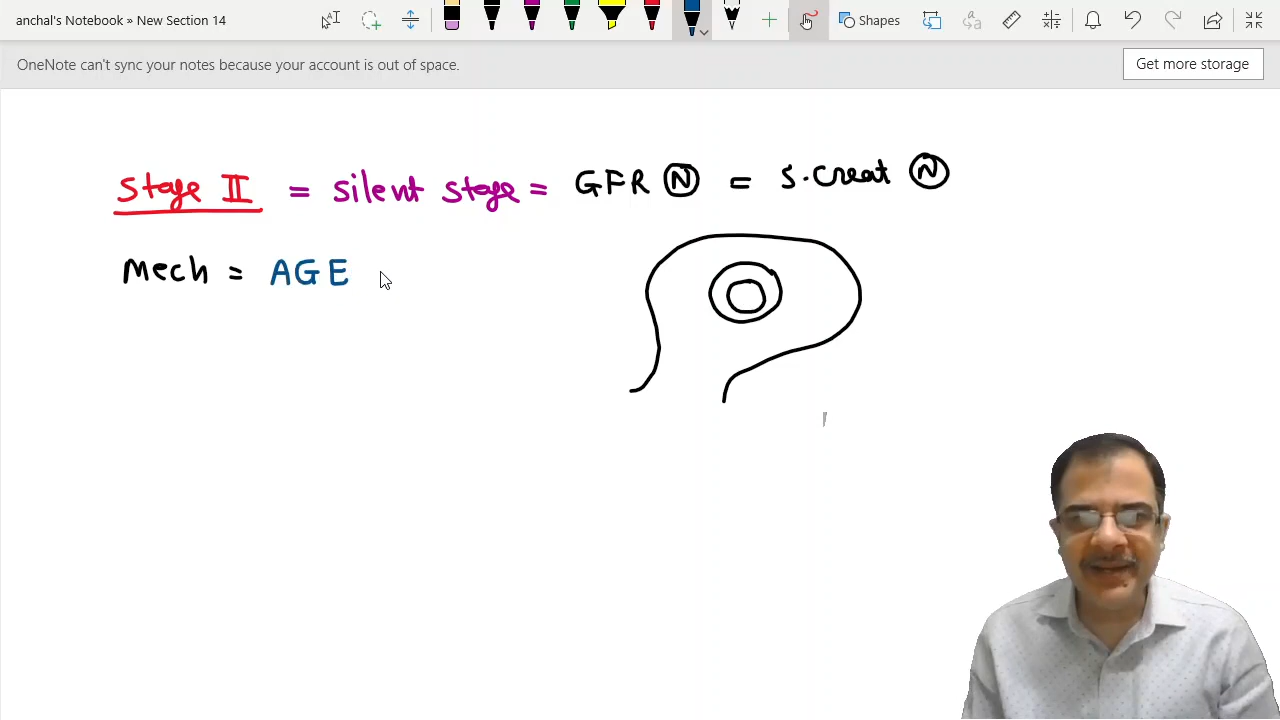 anchal's Notebook » New Section 14
Shapes
OneNote can't sync your notes because your account is out of space.
Get more storage
Stage II = silent stage = GFR N = S.Creat N
Mech = AGE